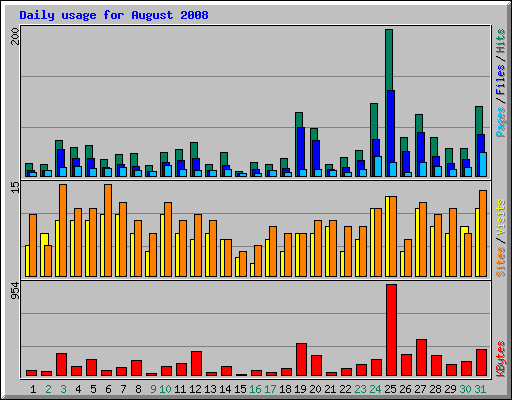 Daily usage for August 2008
200
Pages / Files / Hits
15
Sites / Visits
954
KBytes
1 2 3 4 5 6 7 8 9 10 11 12 13 14 15 16 17 18 19 20 21 22 23 24 25 26 27 28 29 30 31